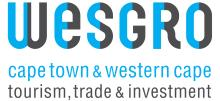 wesgro
cape town & western cape
tourism, trade & investment